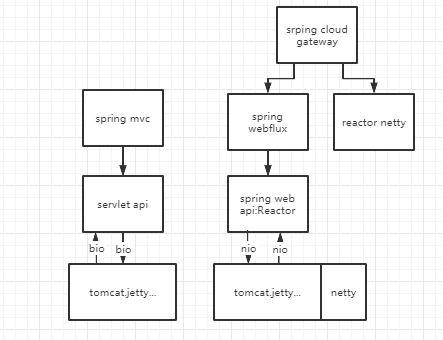 srping cloud
gateway
spring mvc
spring
webflux
reactor netty
servlet api
spring web
api:Reactor
bio
bio
nio
nio
tomcat.jetty...
tomcat.jetty...
netty